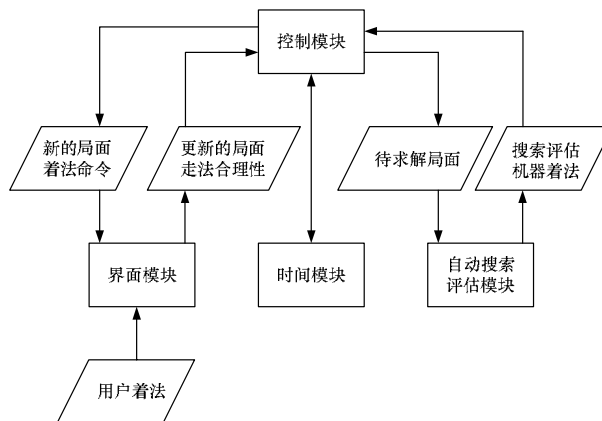 控制模块
新的局面
着法命令
更新的局面
走法合理性
待求解局面
搜索评估
机器着法
界面模块
时间模块
自动搜索
评估模块
用户着法